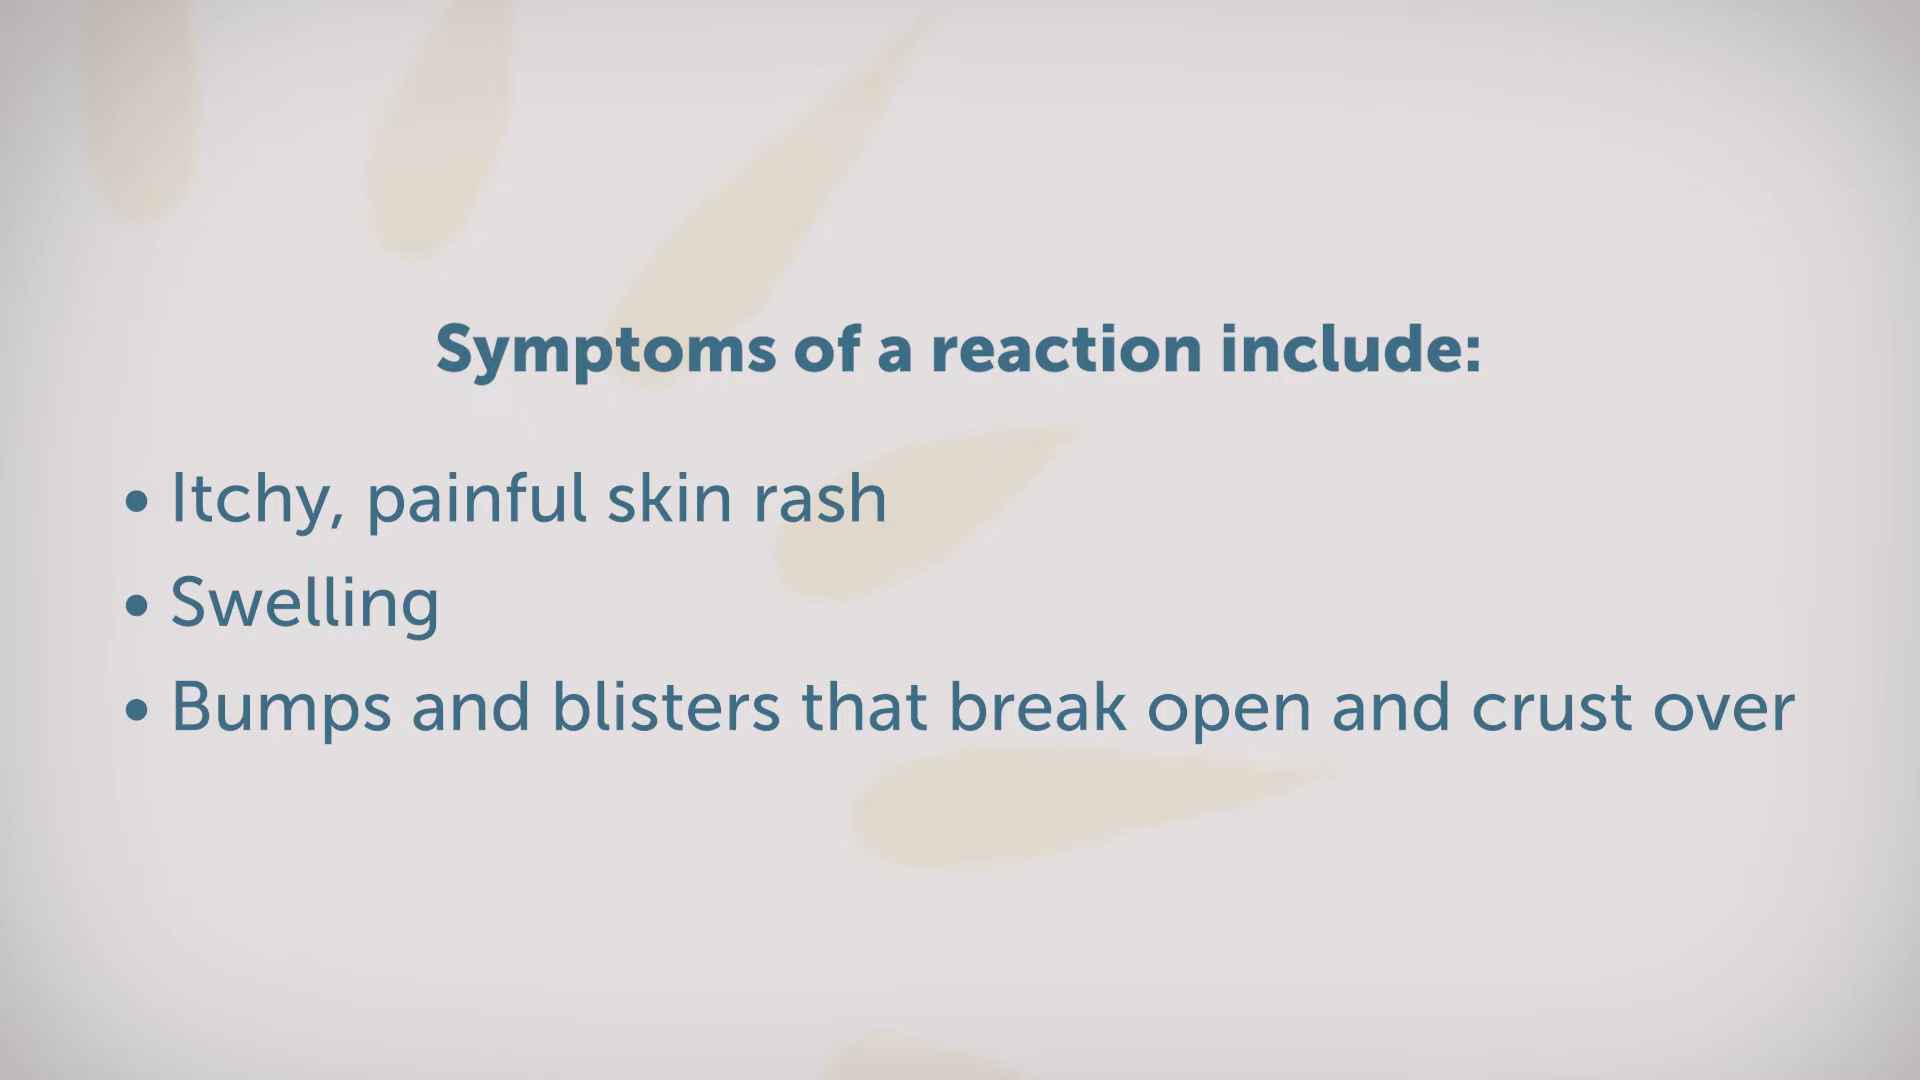 Symptoms of a reaction include:
• Itchy, painful skin rash
• Swelling
• Bumps and blisters that break open and crust over